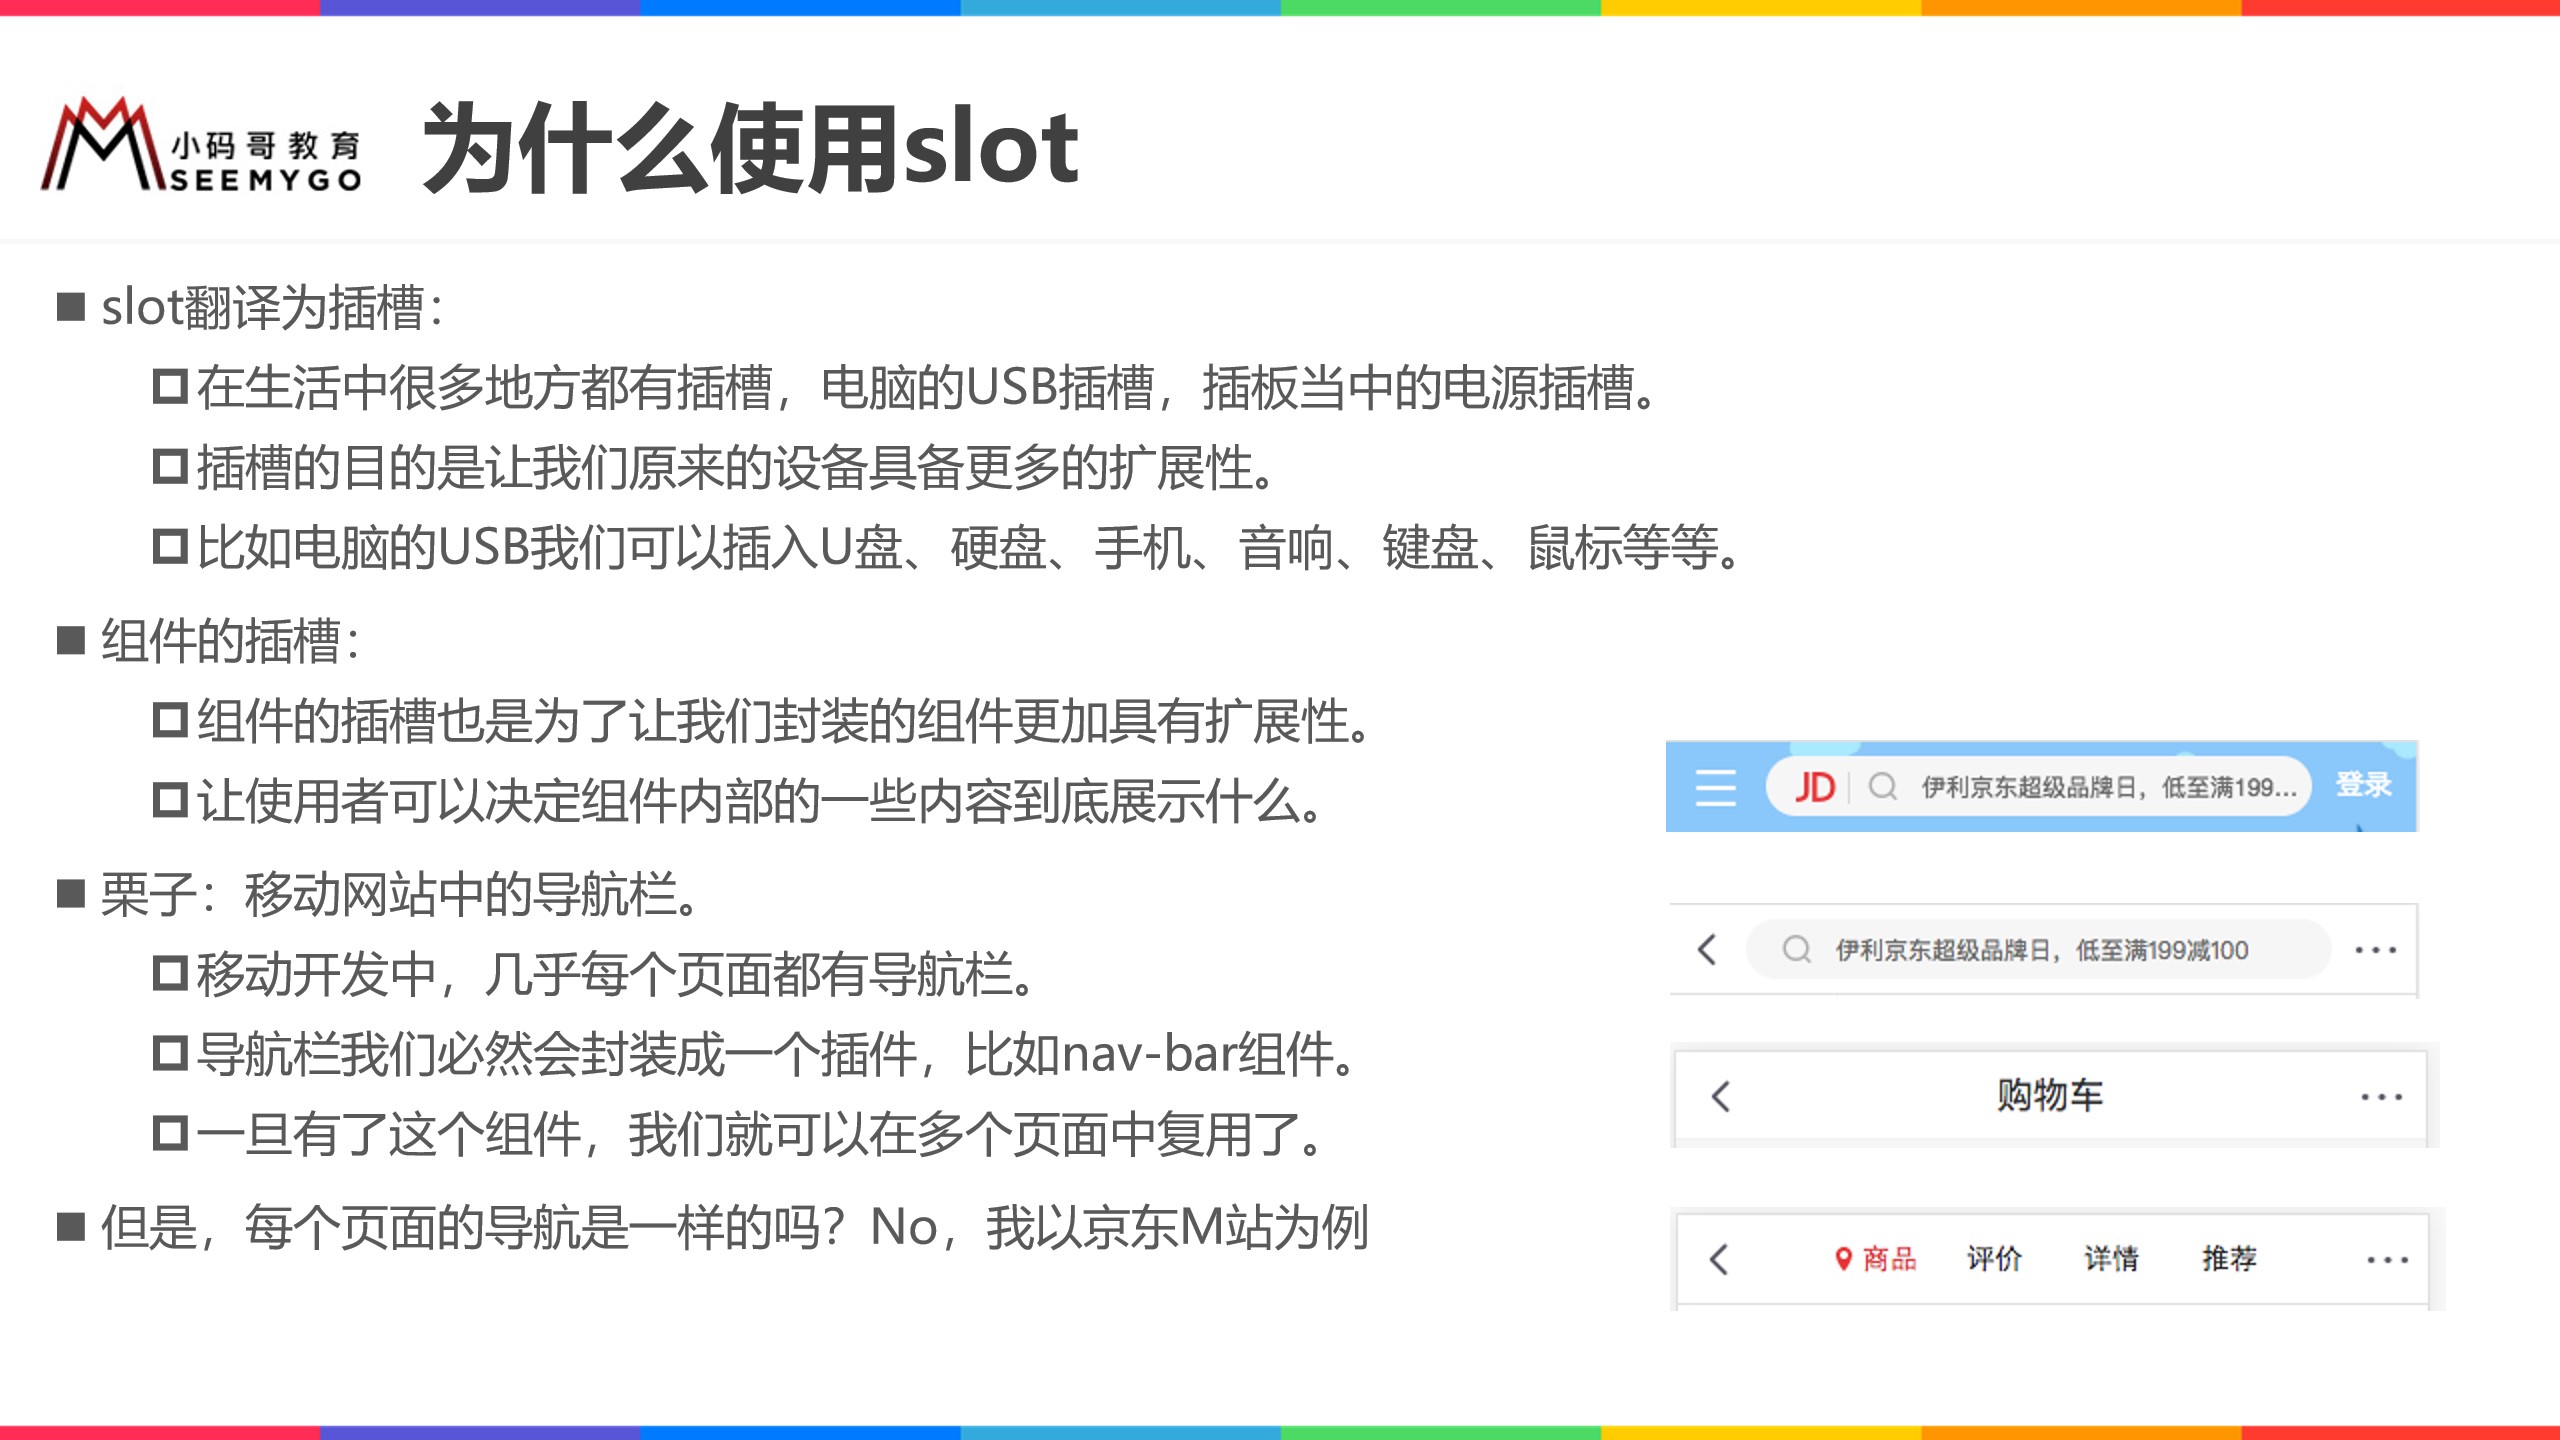 小码哥教育
SEEMYGO
为什么使用slot
slot翻译为插槽：
在生活中很多地方都有插槽，电脑的USB插槽，插板当中的电源插槽。
插槽的目的是让我们原来的设备具备更多的扩展性。
比如电脑的USB我们可以插入U盘、硬盘、手机、音响、键盘、鼠标等等。
组件的插槽：
组件的插槽也是为了让我们封装的组件更加具有扩展性。
让使用者可以决定组件内部的一些内容到底展示什么。
栗子：移动网站中的导航栏。
移动开发中，几乎每个页面都有导航栏。
导航栏我们必然会封装成一个插件，比如nav-bar组件。
一旦有了这个组件，我们就可以在多个页面中复用了。
但是，每个页面的导航是一样的吗？No，我以京东M站为例
JD 伊利京东超级品牌日，低至满199... 登录
伊利京东超级品牌日，低至满199减100
购物车
商品 评价 详情 推荐